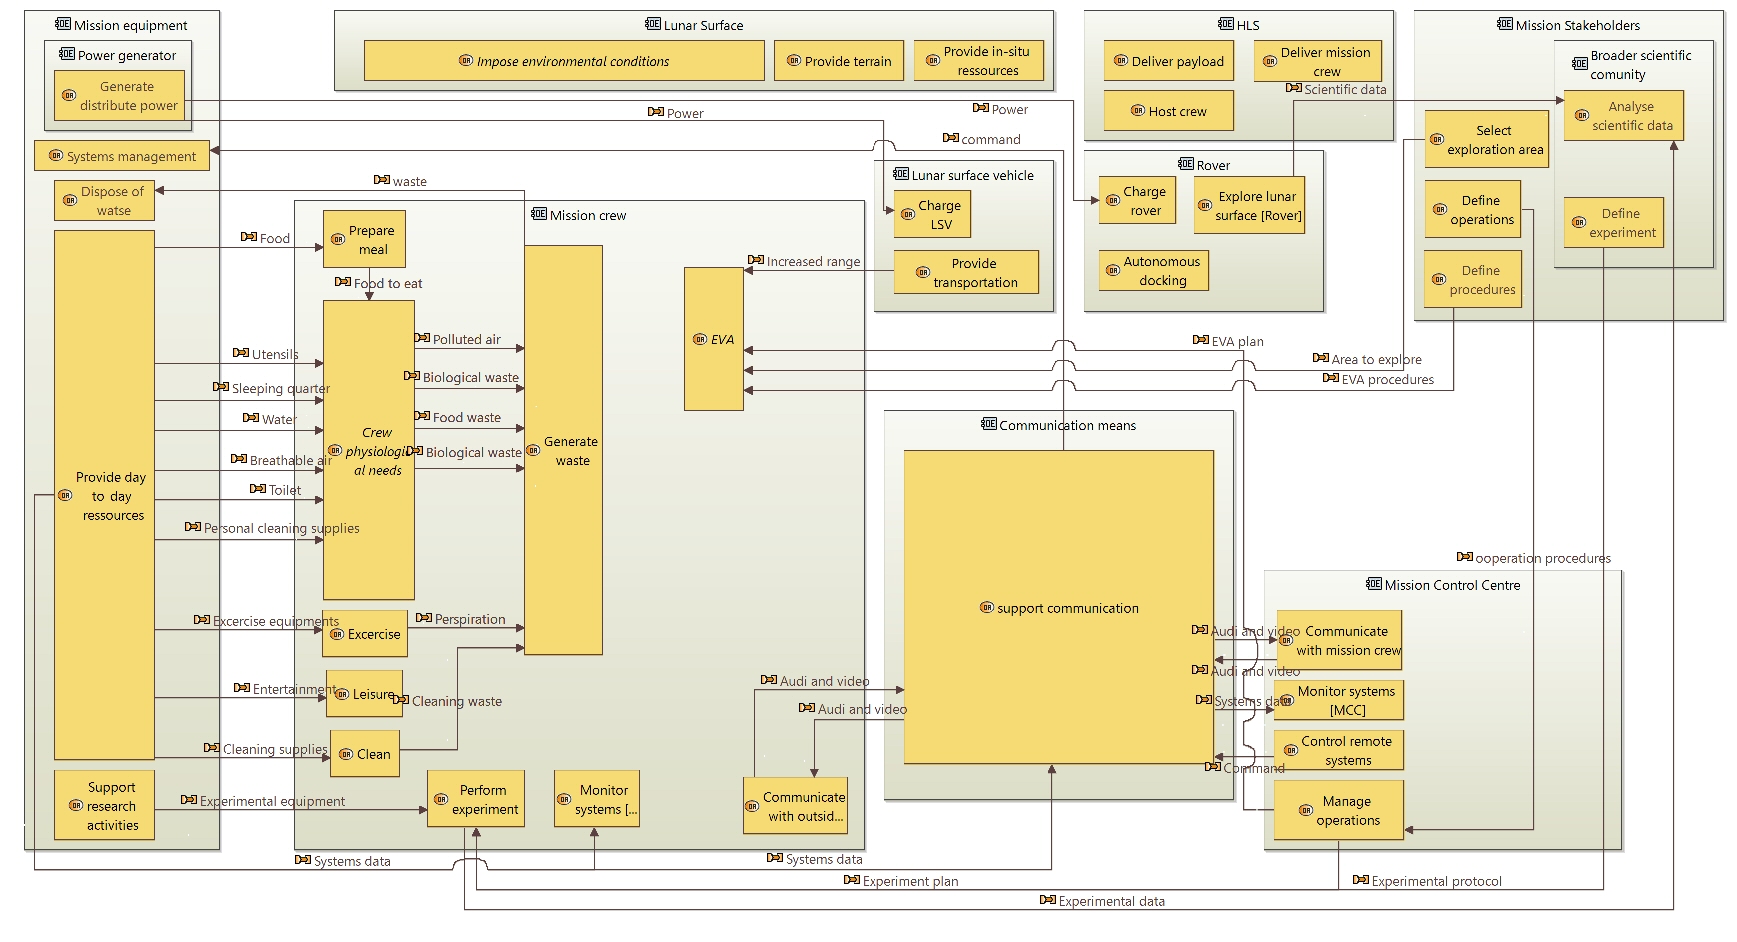 Mission equipment
Power generator
Generate
distribute power
Systems management
Dispose of
watse
Provide day
to day
ressources
Support
research
activities
Lunar Surface
Impose environmental conditions
Provide terrain
Provide in-situ
ressources
HLS
Deliver payload
Deliver mission
crew
Host crew
Scientific data
Mission Stakeholders
Broader scientific
comunity
Analyse
scientific data
Select
exploration area
Define
operations
Define
experiment
Define
procedures
Power
Power
command
waste
Lunar surface vehicle
Charge
LSV
Provide
transportation
Increased range
Rover
Charge
rover
Explore lunar
surface [Rover]
Autonomous
docking
Mission crew
Food
Prepare
meal
Food to eat
Utensils
Sleeping quarter
Water
Breathable air
Toilet
Personal cleaning supplies
Crew
physiologic
al needs
Polluted air
Biological waste
Food waste
Biological waste
Generate
waste
EVA
EVA plan
Area to explore
EVA procedures
Excercise equipments
Excercise
Perspiration
Entertainment
Leisure
Cleaning waste
Cleaning supplies
Clean
Experimental equipment
Perform
experiment
Monitor
systems [...
Audi and video
Audi and video
Communicate
with outsid...
Communication means
support communication
ooperation procedures
Mission Control Centre
Audi and video
Communicate
with mission crew
Audi and video
Systems data
Monitor systems
[MCC]
Control remote
systems
Command
Manage
operations
Systems data
Systems data
Experiment plan
Experimental protocol
Experimental data